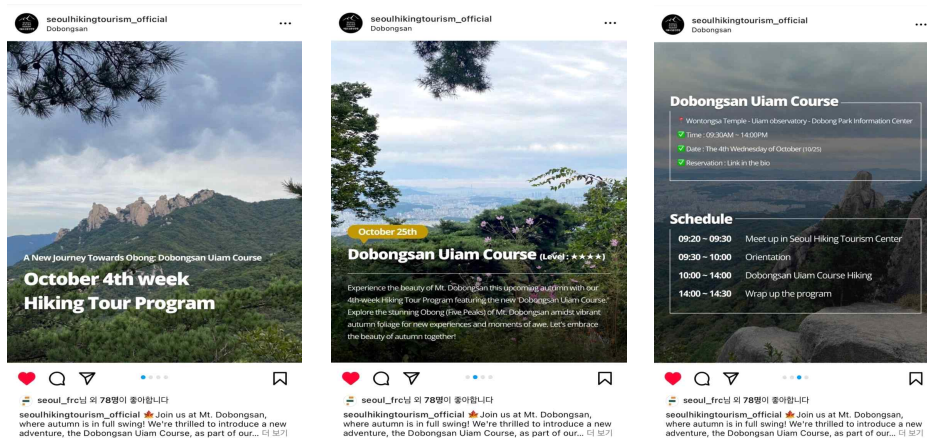 seoulhikingtourism_official
Dobongsan
A New Journey Towards Obong: Dobongsan Uiam Course
October 4th week
Hiking Tour Program
seoul_frc님 외 78명이 좋아합니다
seoulhikingtourism_official 🍁 Join us at Mt. Dobongsan,
where autumn is in full swing! We're thrilled to introduce a new
adventure, the Dobongsan Uiam Course, as part of our... 더 보기
seoulhikingtourism_official
Dobongsan
October 25th
Dobongsan Uiam Course (Level : ★★★★)
Experience the beauty of Mt. Dobongsan this upcoming autumn with our
4th-week Hiking Tour Program featuring the new 'Dobongsan Uiam Course.'
Explore the stunning Obong (Five Peaks) of Mt. Dobongsan amidst vibrant
autumn foliage for new experiences and moments of awe. Let's embrace
the beauty of autumn together!
seoul_frc님 외 78명이 좋아합니다
seoulhikingtourism_official 🍁 Join us at Mt. Dobongsan,
where autumn is in full swing! We're thrilled to introduce a new
adventure, the Dobongsan Uiam Course, as part of our... 더 보기
seoulhikingtourism_official
Dobongsan
Dobongsan Uiam Course
📍 Wontongsa Temple - Uiam observatory - Dobong Park Information Center
✅ Time : 09:30AM ~ 14:00PM
✅ Date : The 4th Wednesday of October (10/25)
✅ Reservation : Link in the bio
Schedule
09:20 ~ 09:30 Meet up in Seoul Hiking Tourism Center
09:30 ~ 10:00 Orientation
10:00 ~ 14:00 Dobongsan Uiam Course Hiking
14:00 ~ 14:30 Wrap up the program
seoul_frc님 외 78명이 좋아합니다
seoulhikingtourism_official 🍁 Join us at Mt. Dobongsan,
where autumn is in full swing! We're thrilled to introduce a new
adventure, the Dobongsan Uiam Course, as part of our... 더 보기